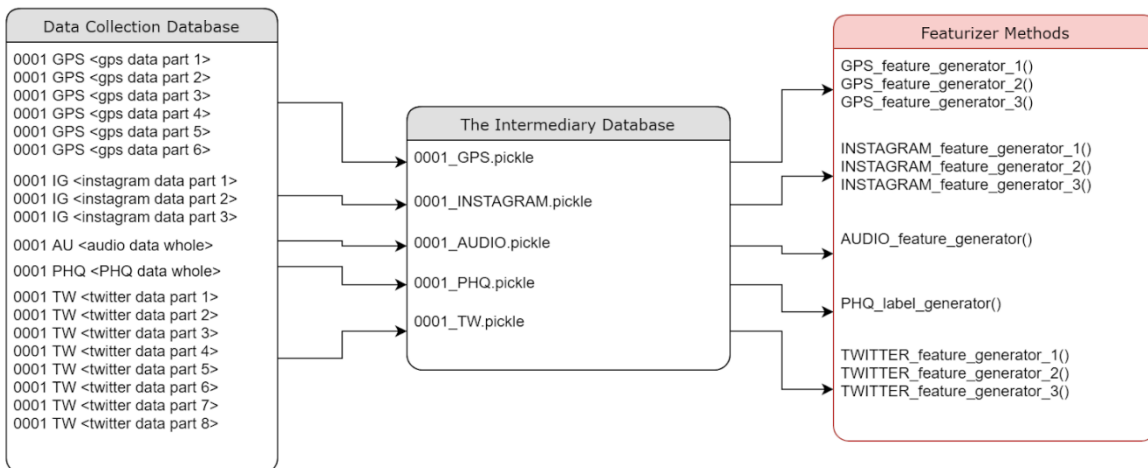 Data Collection Database
0001 GPS <gps data part 1>
0001 GPS <gps data part 2>
0001 GPS <gps data part 3>
0001 GPS <gps data part 4>
0001 GPS <gps data part 5>
0001 GPS <gps data part 6>
0001 IG <instagram data part 1>
0001 IG <instagram data part 2>
0001 IG <instagram data part 3>
0001 AU <audio data whole>
0001 PHQ <PHQ data whole>
0001 TW <twitter data part 1>
0001 TW <twitter data part 2>
0001 TW <twitter data part 3>
0001 TW <twitter data part 4>
0001 TW <twitter data part 5>
0001 TW <twitter data part 6>
0001 TW <twitter data part 7>
0001 TW <twitter data part 8>
The Intermediary Database
0001_GPS.pickle
0001_INSTAGRAM.pickle
0001_AUDIO.pickle
0001_PHQ.pickle
0001_TW.pickle
Featurizer Methods
GPS_feature_generator_1()
GPS_feature_generator_2()
GPS_feature_generator_3()
INSTAGRAM_feature_generator_1()
INSTAGRAM_feature_generator_2()
INSTAGRAM_feature_generator_3()
AUDIO_feature_generator()
PHQ_label_generator()
TWITTER_feature_generator_1()
TWITTER_feature_generator_2()
TWITTER_feature_generator_3()